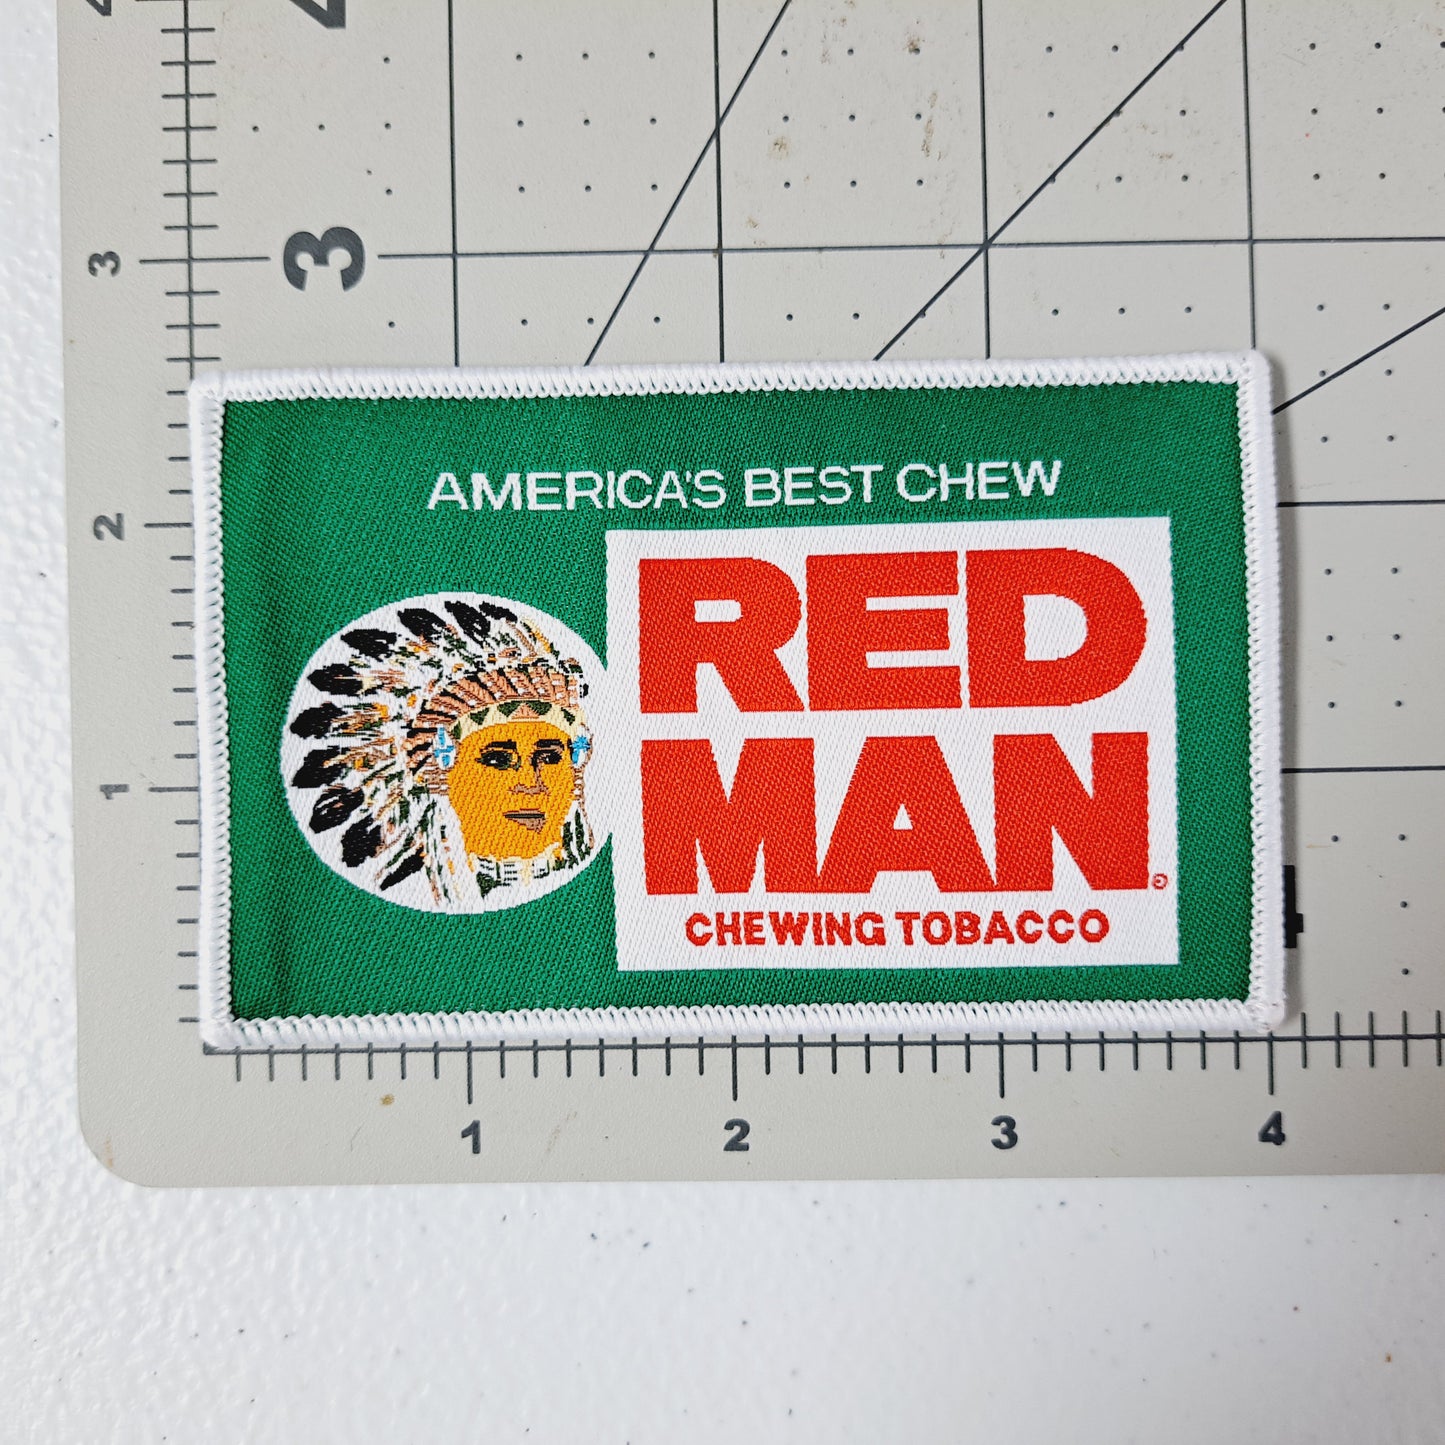 3
3
2
1
AMERICA'S BEST CHEW
RED
MAN®
CHEWING TOBACCO
1 2 3 4